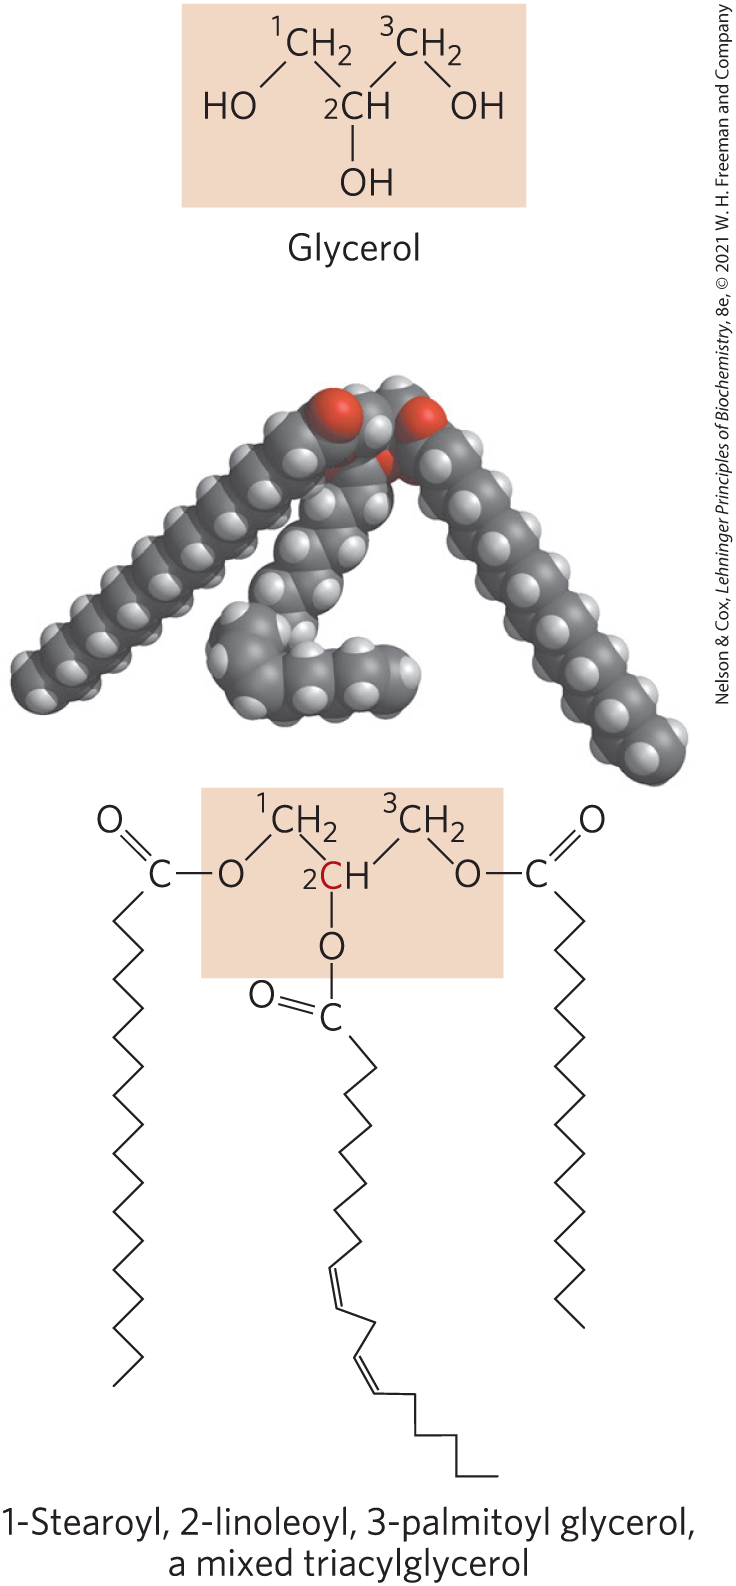 1CH2 3CH2
HO 2CH OH
OH
Glycerol
Nelson & Cox, Lehninger Principles of Biochemistry, 8e, © 2021 W. H. Freeman and Company
O 1CH2 3CH2 O
C O 2CH O C
O
O C
1-Stearoyl, 2-linoleoyl, 3-palmitoyl glycerol,
a mixed triacylglycerol